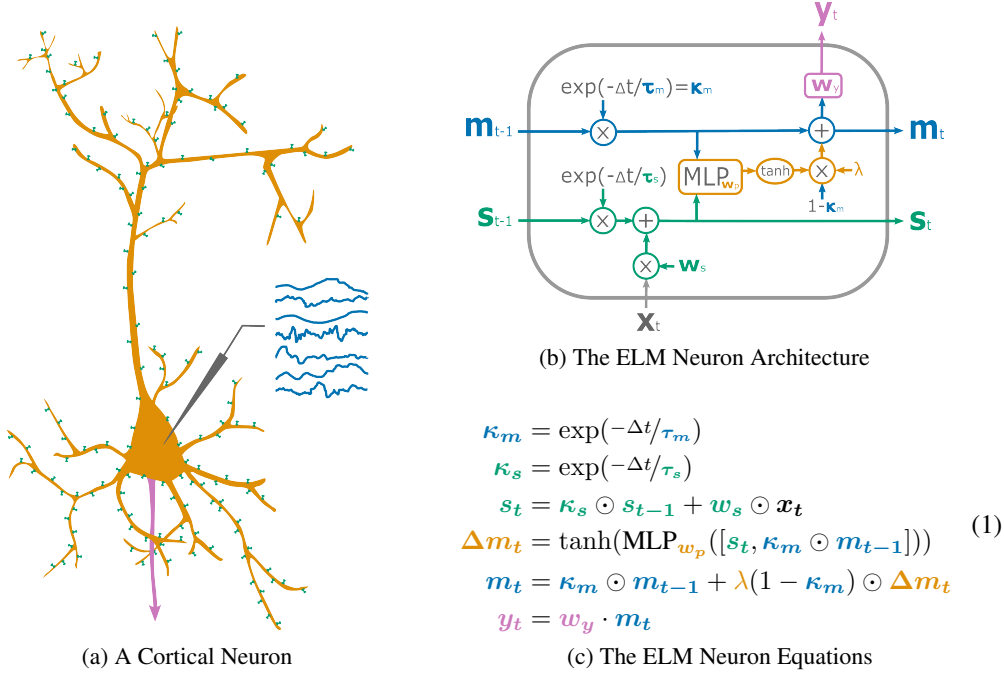 y_t
w_y
exp(-Δt/τ_m)=κ_m
m_t-1
×
+
m_t
exp(-Δt/τ_s)
MLP_w_p
tanh
×
λ
1-κ_m
s_t-1
×
+
s_t
×
w_s
x_t
(b) The ELM Neuron Architecture
κ_m = exp(−Δt/τ_m)
κ_s = exp(−Δt/τ_s)
s_t = κ_s ⊙ s_t−1 + w_s ⊙ x_t
Δm_t = tanh(MLP_w_p([s_t, κ_m ⊙ m_t−1]))
(1)
m_t = κ_m ⊙ m_t−1 + λ(1 − κ_m) ⊙ Δm_t
y_t = w_y · m_t
(a) A Cortical Neuron
(c) The ELM Neuron Equations